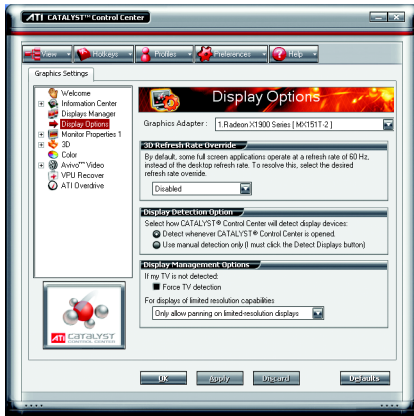 ATI CATALYST™ Control Center
View
Hotkeys
Profiles
Preferences
Help
Graphics Settings
Welcome
Information Center
Displays Manager
Display Options
Monitor Properties 1
3D
Color
Avivo™ Video
VPU Recover
ATI Overdrive
ATI CATALYST
CONTROL CENTER
Display Options
Graphics Adapter : 1.Radeon X1900 Series [ MX151T-2 ]
3D Refresh Rate Override
By default, some full screen applications operate at a refresh rate of 60 Hz,
instead of the desktop refresh rate. To resolve this, select the desired
refresh rate override.
Disabled
Display Detection Option
Select how CATALYST® Control Center will detect display devices:
Detect whenever CATALYST® Control Center is opened.
Use manual detection only (I must click the Detect Displays button)
Display Management Options
If my TV is not detected:
Force TV detection
For displays of limited resolution capabilities
Only allow panning on limited-resolution displays
OK
Apply
Discard
Defaults